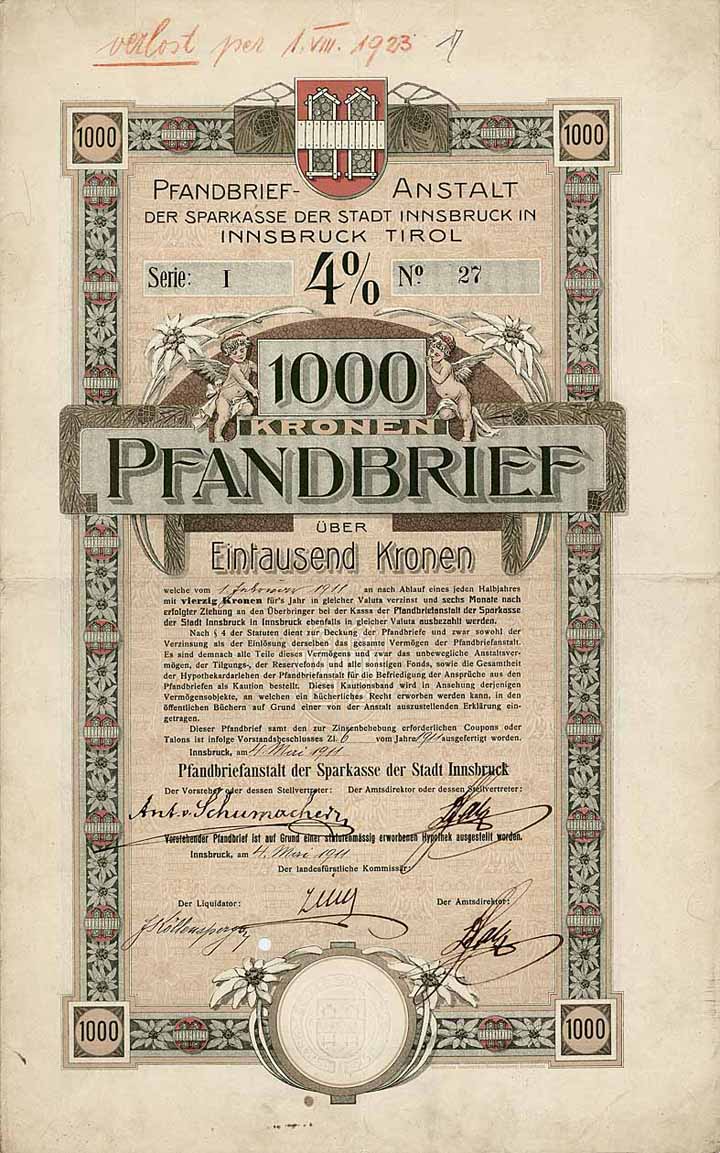 verlost per 1. VIII. 1923
1000
1000
PFANDBRIEF- ANSTALT
DER SPARKASSE DER STADT INNSBRUCK IN
INNSBRUCK TIROL
Serie: I 4% No 27
1000
KRONEN
PFANDBRIEF
ÜBER
Eintausend Kronen
welche vom 1. Februar 1911 an nach Ablauf eines jeden Halbjahres
mit vierzig Kronen für's Jahr in gleicher Valuta verzinst und sechs Monate nach
erfolgter Ziehung an den Überbringer bei der Kassa der Pfandbriefanstalt der Sparkasse
der Stadt Innsbruck in Innsbruck ebenfalls in gleicher Valuta ausbezahlt werden.
Nach § 4 der Statuten dient zur Deckung der Pfandbriefe und zwar sowohl der
Verzinsung als der Einlösung derselben das gesamte Vermögen der Pfandbriefanstalt.
Es sind demnach alle Teile dieses Vermögens und zwar das unbewegliche Anstaltsver-
mögen, der Tilgungs-, der Reservefonds und alle sonstigen Fonds, sowie die Gesamtheit
der Hypothekardarlehen der Pfandbriefanstalt für die Befriedigung der Ansprüche aus den
Pfandbriefen als Kaution bestellt. Dieses Kautionsband wird in Ansehung derjenigen
Vermögensobjekte, an welchen ein bücherliches Recht erworben werden kann, in den
öffentlichen Büchern auf Grund einer von der Anstalt auszustellenden Erklärung ein-
getragen.
Dieser Pfandbrief samt den zur Zinsenbehebung erforderlichen Coupons oder
Talons ist infolge Vorstandsbeschlusses Zl. 6 vom Jahre 1911 ausgefertigt worden.
Innsbruck, am 4. Mai 1911
Pfandbriefanstalt der Sparkasse der Stadt Innsbruck
Der Vorsteher oder dessen Stellvertreter: Der Amtsdirektor oder dessen Stellvertreter:
Ant. v. Schumacher
Vorstehender Pfandbrief ist auf Grund einer statutenmässig erworbenen Hypothek ausgestellt worden.
Innsbruck, am 4. Mai 1911
Der landesfürstliche Kommissär:
Der Liquidator: Der Amtsdirektor:
1000
1000